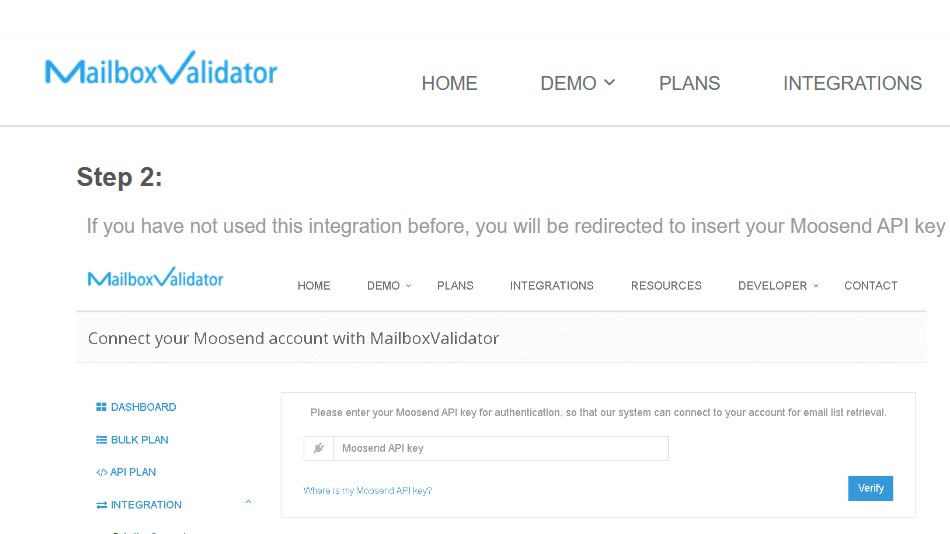 MailboxValidator
HOME DEMO PLANS INTEGRATIONS
Step 2:
If you have not used this integration before, you will be redirected to insert your Moosend API key
MailboxValidator
HOME DEMO PLANS INTEGRATIONS RESOURCES DEVELOPER CONTACT
Connect your Moosend account with MailboxValidator
DASHBOARD
BULK PLAN
API PLAN
INTEGRATION
Please enter your Moosend API key for authentication, so that our system can connect to your account for email list retrieval.
Moosend API key
Where is my Moosend API key?
Verify